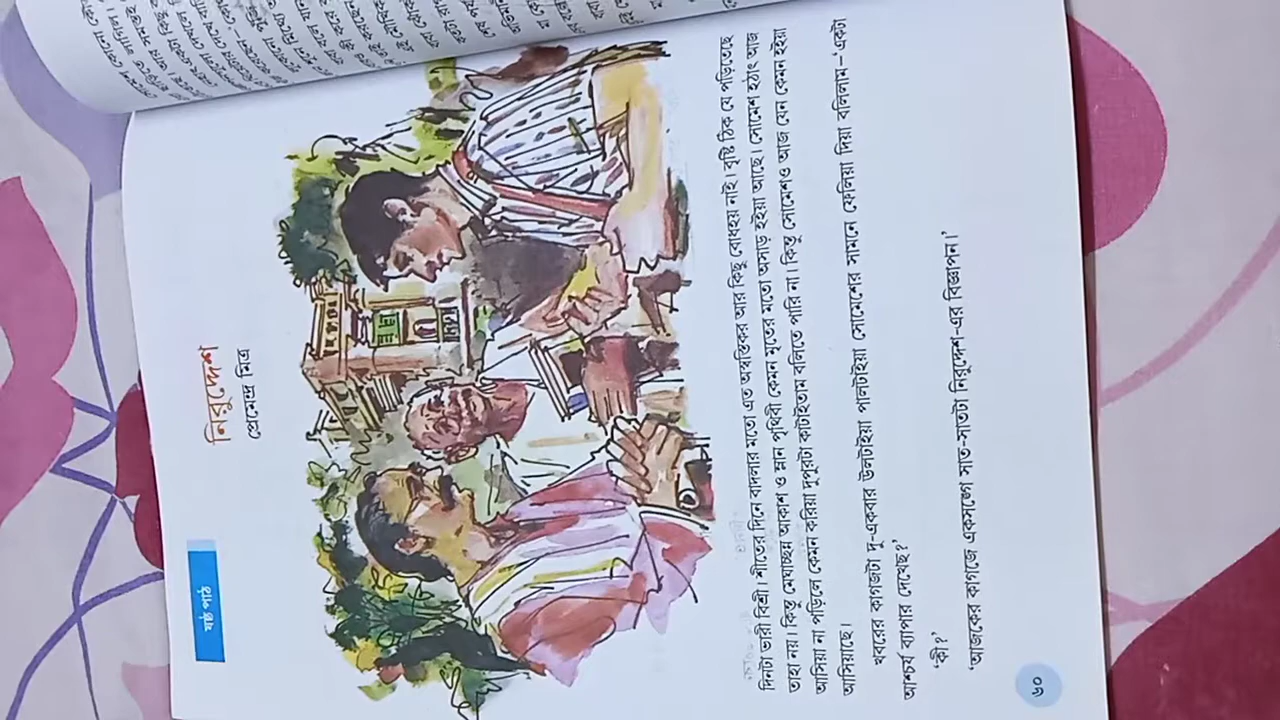 ষষ্ঠ পাঠ
নিরুদ্দেশ
প্রেমেন্দ্র মিত্র
দিনটা ভারী বিশ্রী। শীতের দিনে বাদলার মতো এত অস্বস্তিকর আর কিছু বোধহয় নাই। বৃষ্টি ঠিক যে পড়িতেছে
তাহা নয়। কিন্তু মেঘাচ্ছন্ন আকাশ ও ম্লান পৃথিবী কেমন মৃতের মতো অসাড় হইয়া আছে। সোমেশ হঠাৎ আজ
আসিয়া না পড়িলে কেমন করিয়া দুপুরটা কাটাইতাম বলিতে পারি না। কিন্তু সোমেশও আজ যেন কেমন হইয়া
আসিয়াছে।
খবরের কাগজটা দু-একবার উলটাইয়া পালটাইয়া সোমেশের সামনে ফেলিয়া দিয়া বলিলাম–'একটা
আশ্চর্য ব্যাপার দেখেছ?'
'কী?'
'আজকের কাগজে একসঙ্গে সাত-সাতটা নিরুদ্দেশ-এর বিজ্ঞাপন।'
৬০